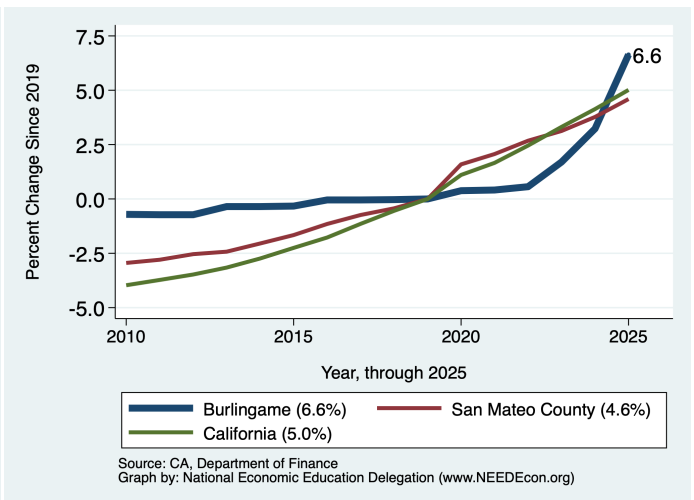 7.5
5.0
2.5
0.0
-2.5
-5.0
Percent Change Since 2019
6.6
2010 2015 2020 2025
Year, through 2025
Burlingame (6.6%) San Mateo County (4.6%)
California (5.0%)
Source: CA, Department of Finance
Graph by: National Economic Education Delegation (www.NEEDEcon.org)